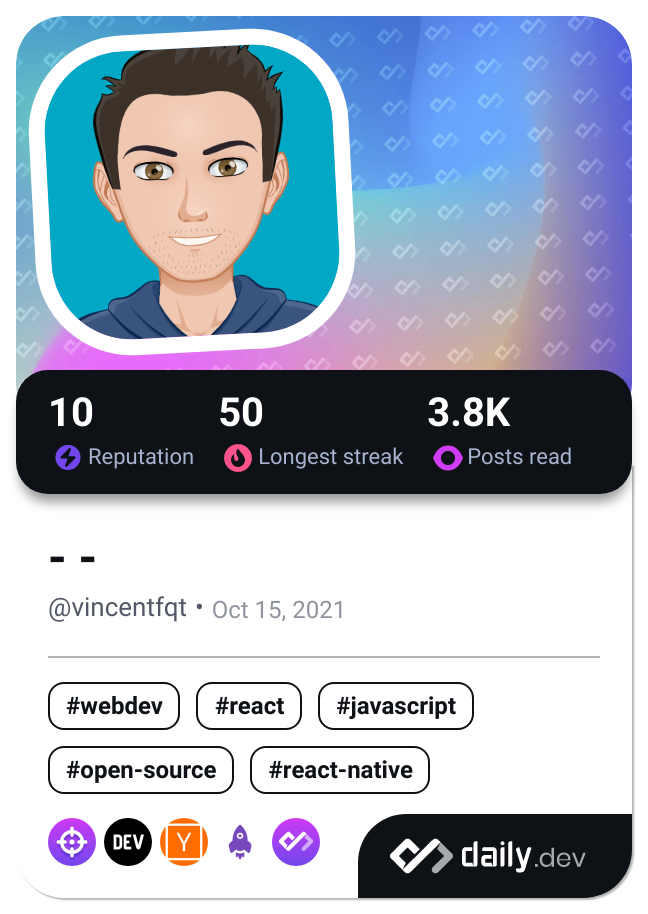 10 50 3.8K
Reputation Longest streak Posts read
- -
@vincentfqt • Oct 15, 2021
#webdev #react #javascript
#open-source #react-native
DEV Y
daily.dev